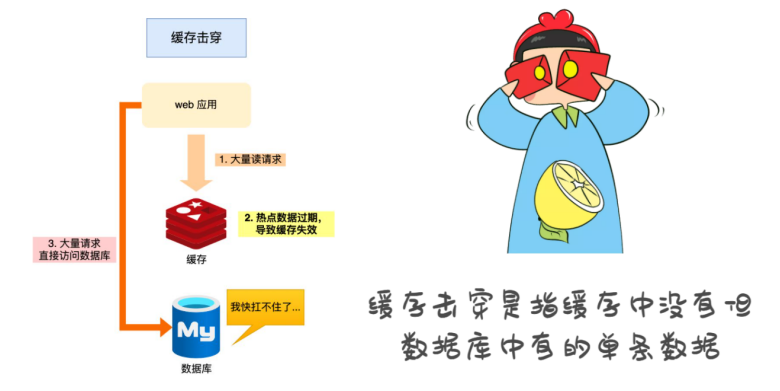 缓存击穿
web 应用
1. 大量读请求
2. 热点数据过期，
导致缓存失效
缓存
3. 大量请求
直接访问数据库
我快扛不住了...
My
数据库
缓存击穿是指缓存中没有但
数据库中有的单条数据